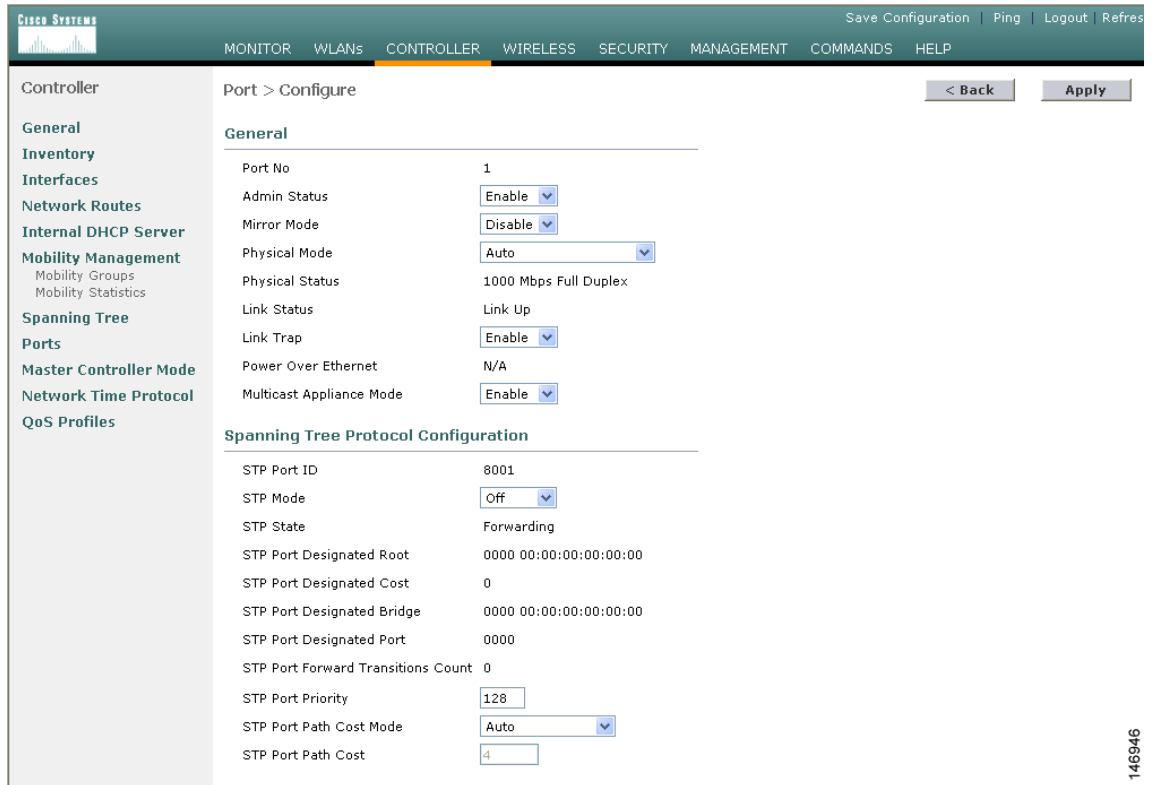 CISCO SYSTEMS
Save Configuration | Ping | Logout | Refres
MONITOR WLANs CONTROLLER WIRELESS SECURITY MANAGEMENT COMMANDS HELP
Controller
General
Inventory
Interfaces
Network Routes
Internal DHCP Server
Mobility Management
Mobility Groups
Mobility Statistics
Spanning Tree
Ports
Master Controller Mode
Network Time Protocol
QoS Profiles
Port > Configure
< Back Apply
General
Port No 1
Admin Status Enable
Mirror Mode Disable
Physical Mode Auto
Physical Status 1000 Mbps Full Duplex
Link Status Link Up
Link Trap Enable
Power Over Ethernet N/A
Multicast Appliance Mode Enable
Spanning Tree Protocol Configuration
STP Port ID 8001
STP Mode Off
STP State Forwarding
STP Port Designated Root 0000 00:00:00:00:00:00
STP Port Designated Cost 0
STP Port Designated Bridge 0000 00:00:00:00:00:00
STP Port Designated Port 0000
STP Port Forward Transitions Count 0
STP Port Priority 128
STP Port Path Cost Mode Auto
STP Port Path Cost 4
146946